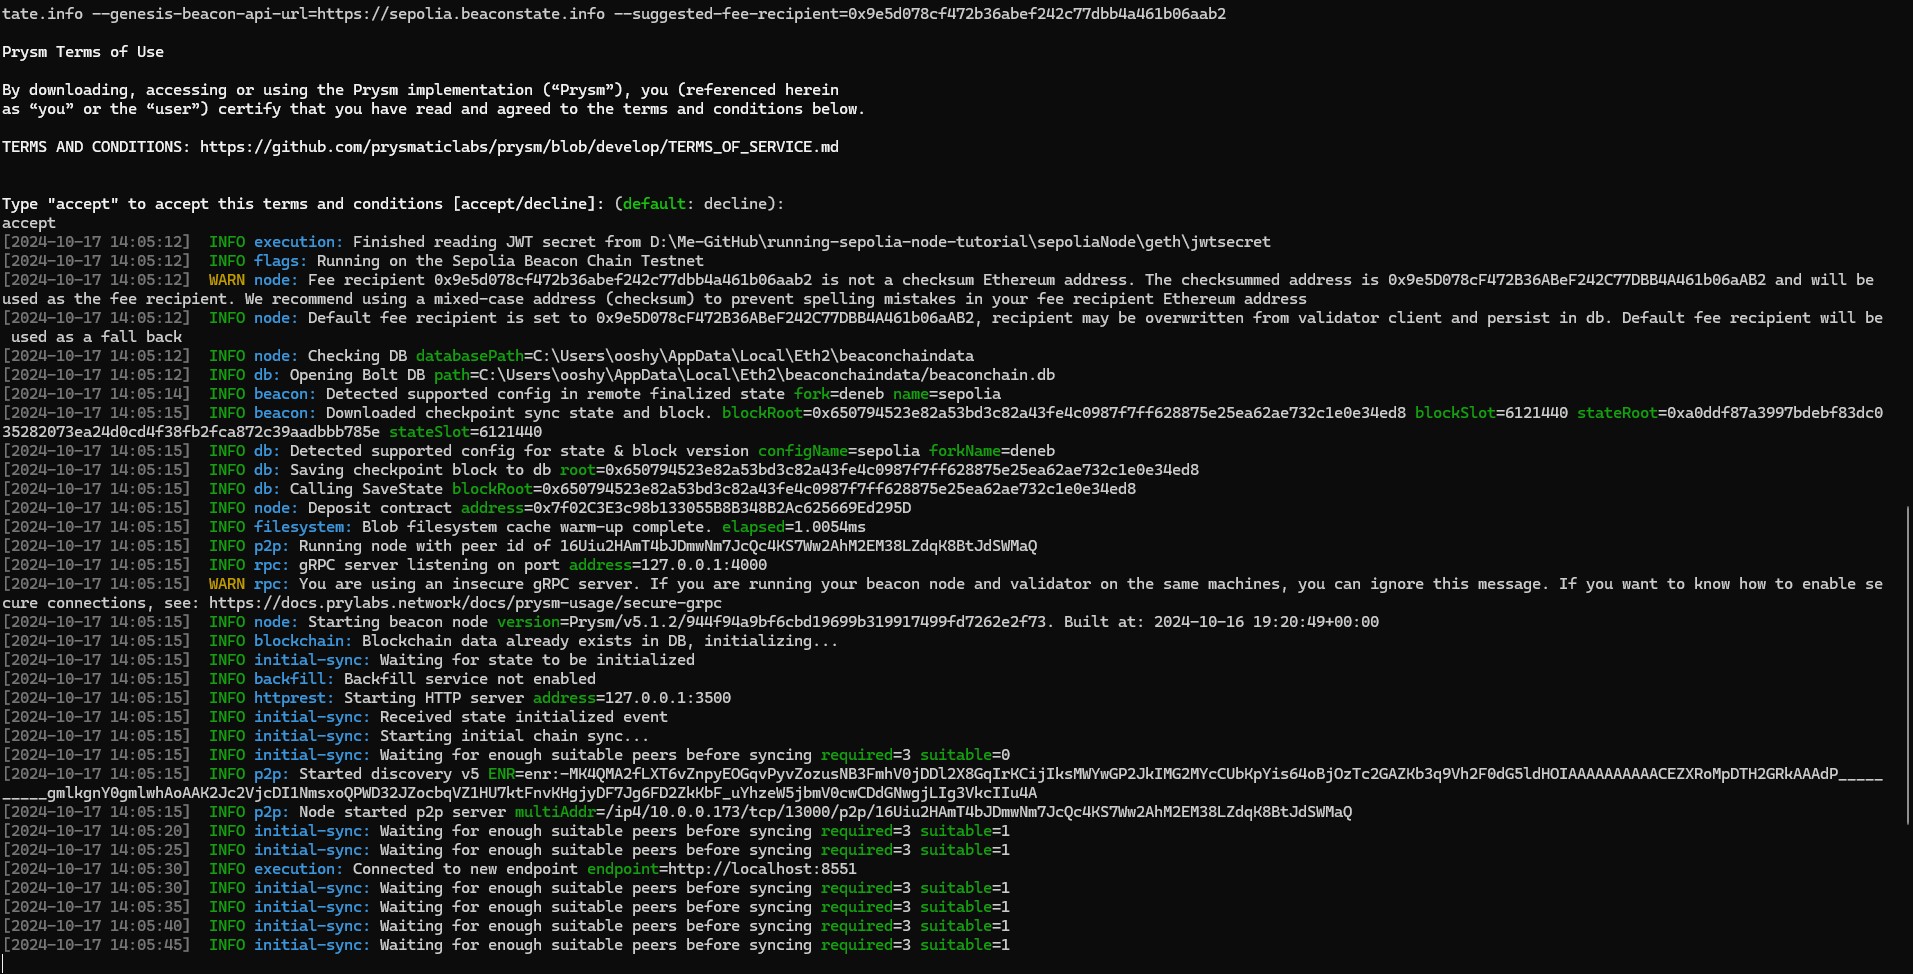 tate.info --genesis-beacon-api-url=https://sepolia.beaconstate.info --suggested-fee-recipient=0x9e5d078cf472b36abef242c77dbb4a461b06aab2
Prysm Terms of Use
By downloading, accessing or using the Prysm implementation (“Prysm”), you (referenced herein
as “you” or the “user”) certify that you have read and agreed to the terms and conditions below.
TERMS AND CONDITIONS: https://github.com/prysmaticlabs/prysm/blob/develop/TERMS_OF_SERVICE.md
Type "accept" to accept this terms and conditions [accept/decline]: (default: decline):
accept
[2024-10-17 14:05:12]  INFO execution: Finished reading JWT secret from D:\Me-GitHub\running-sepolia-node-tutorial\sepoliaNode\geth\jwtsecret
[2024-10-17 14:05:12]  INFO flags: Running on the Sepolia Beacon Chain Testnet
[2024-10-17 14:05:12]  WARN node: Fee recipient 0x9e5d078cf472b36abef242c77dbb4a461b06aab2 is not a checksum Ethereum address. The checksummed address is 0x9e5D078cF472B36ABeF242C77DBB4A461b06aAB2 and will be
used as the fee recipient. We recommend using a mixed-case address (checksum) to prevent spelling mistakes in your fee recipient Ethereum address
[2024-10-17 14:05:12]  INFO node: Default fee recipient is set to 0x9e5D078cF472B36ABeF242C77DBB4A461b06aAB2, recipient may be overwritten from validator client and persist in db. Default fee recipient will be
 used as a fall back
[2024-10-17 14:05:12]  INFO node: Checking DB databasePath=C:\Users\ooshy\AppData\Local\Eth2\beaconchaindata
[2024-10-17 14:05:12]  INFO db: Opening Bolt DB path=C:\Users\ooshy\AppData\Local\Eth2\beaconchaindata/beaconchain.db
[2024-10-17 14:05:14]  INFO beacon: Detected supported config in remote finalized state fork=deneb name=sepolia
[2024-10-17 14:05:15]  INFO beacon: Downloaded checkpoint sync state and block. blockRoot=0x650794523e82a53bd3c82a43fe4c0987f7ff628875e25ea62ae732c1e0e34ed8 blockSlot=6121440 stateRoot=0xa0ddf87a3997bdebf83dc0
35282073ea24d0cd4f38fb2fca872c39aadbbb785e stateSlot=6121440
[2024-10-17 14:05:15]  INFO db: Detected supported config for state & block version configName=sepolia forkName=deneb
[2024-10-17 14:05:15]  INFO db: Saving checkpoint block to db root=0x650794523e82a53bd3c82a43fe4c0987f7ff628875e25ea62ae732c1e0e34ed8
[2024-10-17 14:05:15]  INFO db: Calling SaveState blockRoot=0x650794523e82a53bd3c82a43fe4c0987f7ff628875e25ea62ae732c1e0e34ed8
[2024-10-17 14:05:15]  INFO node: Deposit contract address=0x7f02C3E3c98b133055B8B348B2Ac625669Ed295D
[2024-10-17 14:05:15]  INFO filesystem: Blob filesystem cache warm-up complete. elapsed=1.0054ms
[2024-10-17 14:05:15]  INFO p2p: Running node with peer id of 16Uiu2HAmT4bJDmwNm7JcQc4KS7Ww2AhM2EM38LZdqK8BtJdSWMaQ
[2024-10-17 14:05:15]  INFO rpc: gRPC server listening on port address=127.0.0.1:4000
[2024-10-17 14:05:15]  WARN rpc: You are using an insecure gRPC server. If you are running your beacon node and validator on the same machines, you can ignore this message. If you want to know how to enable se
cure connections, see: https://docs.prylabs.network/docs/prysm-usage/secure-grpc
[2024-10-17 14:05:15]  INFO node: Starting beacon node version=Prysm/v5.1.2/944f94a9bf6cbd19699b319917499fd7262e2f73. Built at: 2024-10-16 19:20:49+00:00
[2024-10-17 14:05:15]  INFO blockchain: Blockchain data already exists in DB, initializing...
[2024-10-17 14:05:15]  INFO initial-sync: Waiting for state to be initialized
[2024-10-17 14:05:15]  INFO backfill: Backfill service not enabled
[2024-10-17 14:05:15]  INFO httprest: Starting HTTP server address=127.0.0.1:3500
[2024-10-17 14:05:15]  INFO initial-sync: Received state initialized event
[2024-10-17 14:05:15]  INFO initial-sync: Starting initial chain sync...
[2024-10-17 14:05:15]  INFO initial-sync: Waiting for enough suitable peers before syncing required=3 suitable=0
[2024-10-17 14:05:15]  INFO p2p: Started discovery v5 ENR=enr:-MK4QMA2fLXT6vZnpyEOGqvPyvZozusNB3FmhV0jDDl2X8GqIrKCijIksMWYwGP2JkIMG2MYcCUbKpYis64oBjOzTc2GAZKb3q9Vh2F0dG5ldHOIAAAAAAAAAACEZXRoMpDTH2GRkAAAdP_____
_____gmlkgnY0gmlwhAoAAK2Jc2VjcDI1NmsxoQPWD32JZocbqVZ1HU7ktFnvKHgjyDF7Jg6FD2ZkKbF_uYhzeW5jbmV0cwCDdGNwgjLIg3VkcIIu4A
[2024-10-17 14:05:15]  INFO p2p: Node started p2p server multiAddr=/ip4/10.0.0.173/tcp/13000/p2p/16Uiu2HAmT4bJDmwNm7JcQc4KS7Ww2AhM2EM38LZdqK8BtJdSWMaQ
[2024-10-17 14:05:20]  INFO initial-sync: Waiting for enough suitable peers before syncing required=3 suitable=1
[2024-10-17 14:05:25]  INFO initial-sync: Waiting for enough suitable peers before syncing required=3 suitable=1
[2024-10-17 14:05:30]  INFO execution: Connected to new endpoint endpoint=http://localhost:8551
[2024-10-17 14:05:30]  INFO initial-sync: Waiting for enough suitable peers before syncing required=3 suitable=1
[2024-10-17 14:05:35]  INFO initial-sync: Waiting for enough suitable peers before syncing required=3 suitable=1
[2024-10-17 14:05:40]  INFO initial-sync: Waiting for enough suitable peers before syncing required=3 suitable=1
[2024-10-17 14:05:45]  INFO initial-sync: Waiting for enough suitable peers before syncing required=3 suitable=1